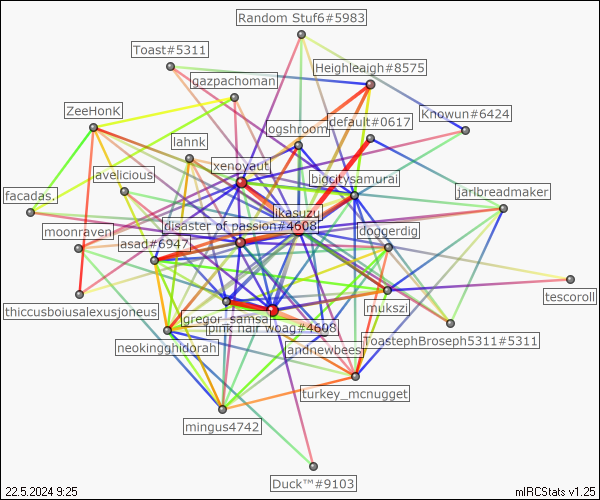 Random Stuf6#5983
Toast#5311
Heighleaigh#8575
gazpachoman
ZeeHonK
Knowun#6424
default#0617
ogshroom
lahnk
xenoyaut
avelicious
bigcitysamurai
jarlbreadmaker
facadas.
ikasuzu
disaster of passion#4608
moonraven
doggerdig
asad#6947
tescoroll
thiccusboiusalexusjoneus
mukszi
gregor_samsa
pink hair woag#4608
ToastephBroseph5311#5311
neokingghidorah
andnewbeest
turkey_mcnugget
mingus4742
Duck™#9103
22.5.2024 9:25
mIRCStats v1.25